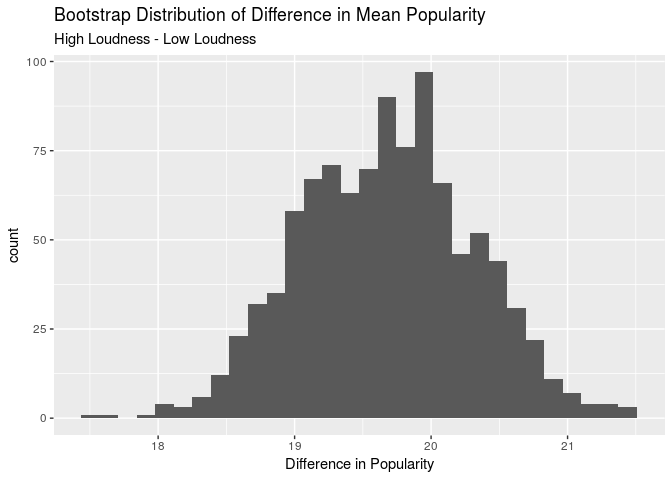 Bootstrap Distribution of Difference in Mean Popularity
High Loudness - Low Loudness
100
75
50
25
0
count
18 19 20 21
Difference in Popularity